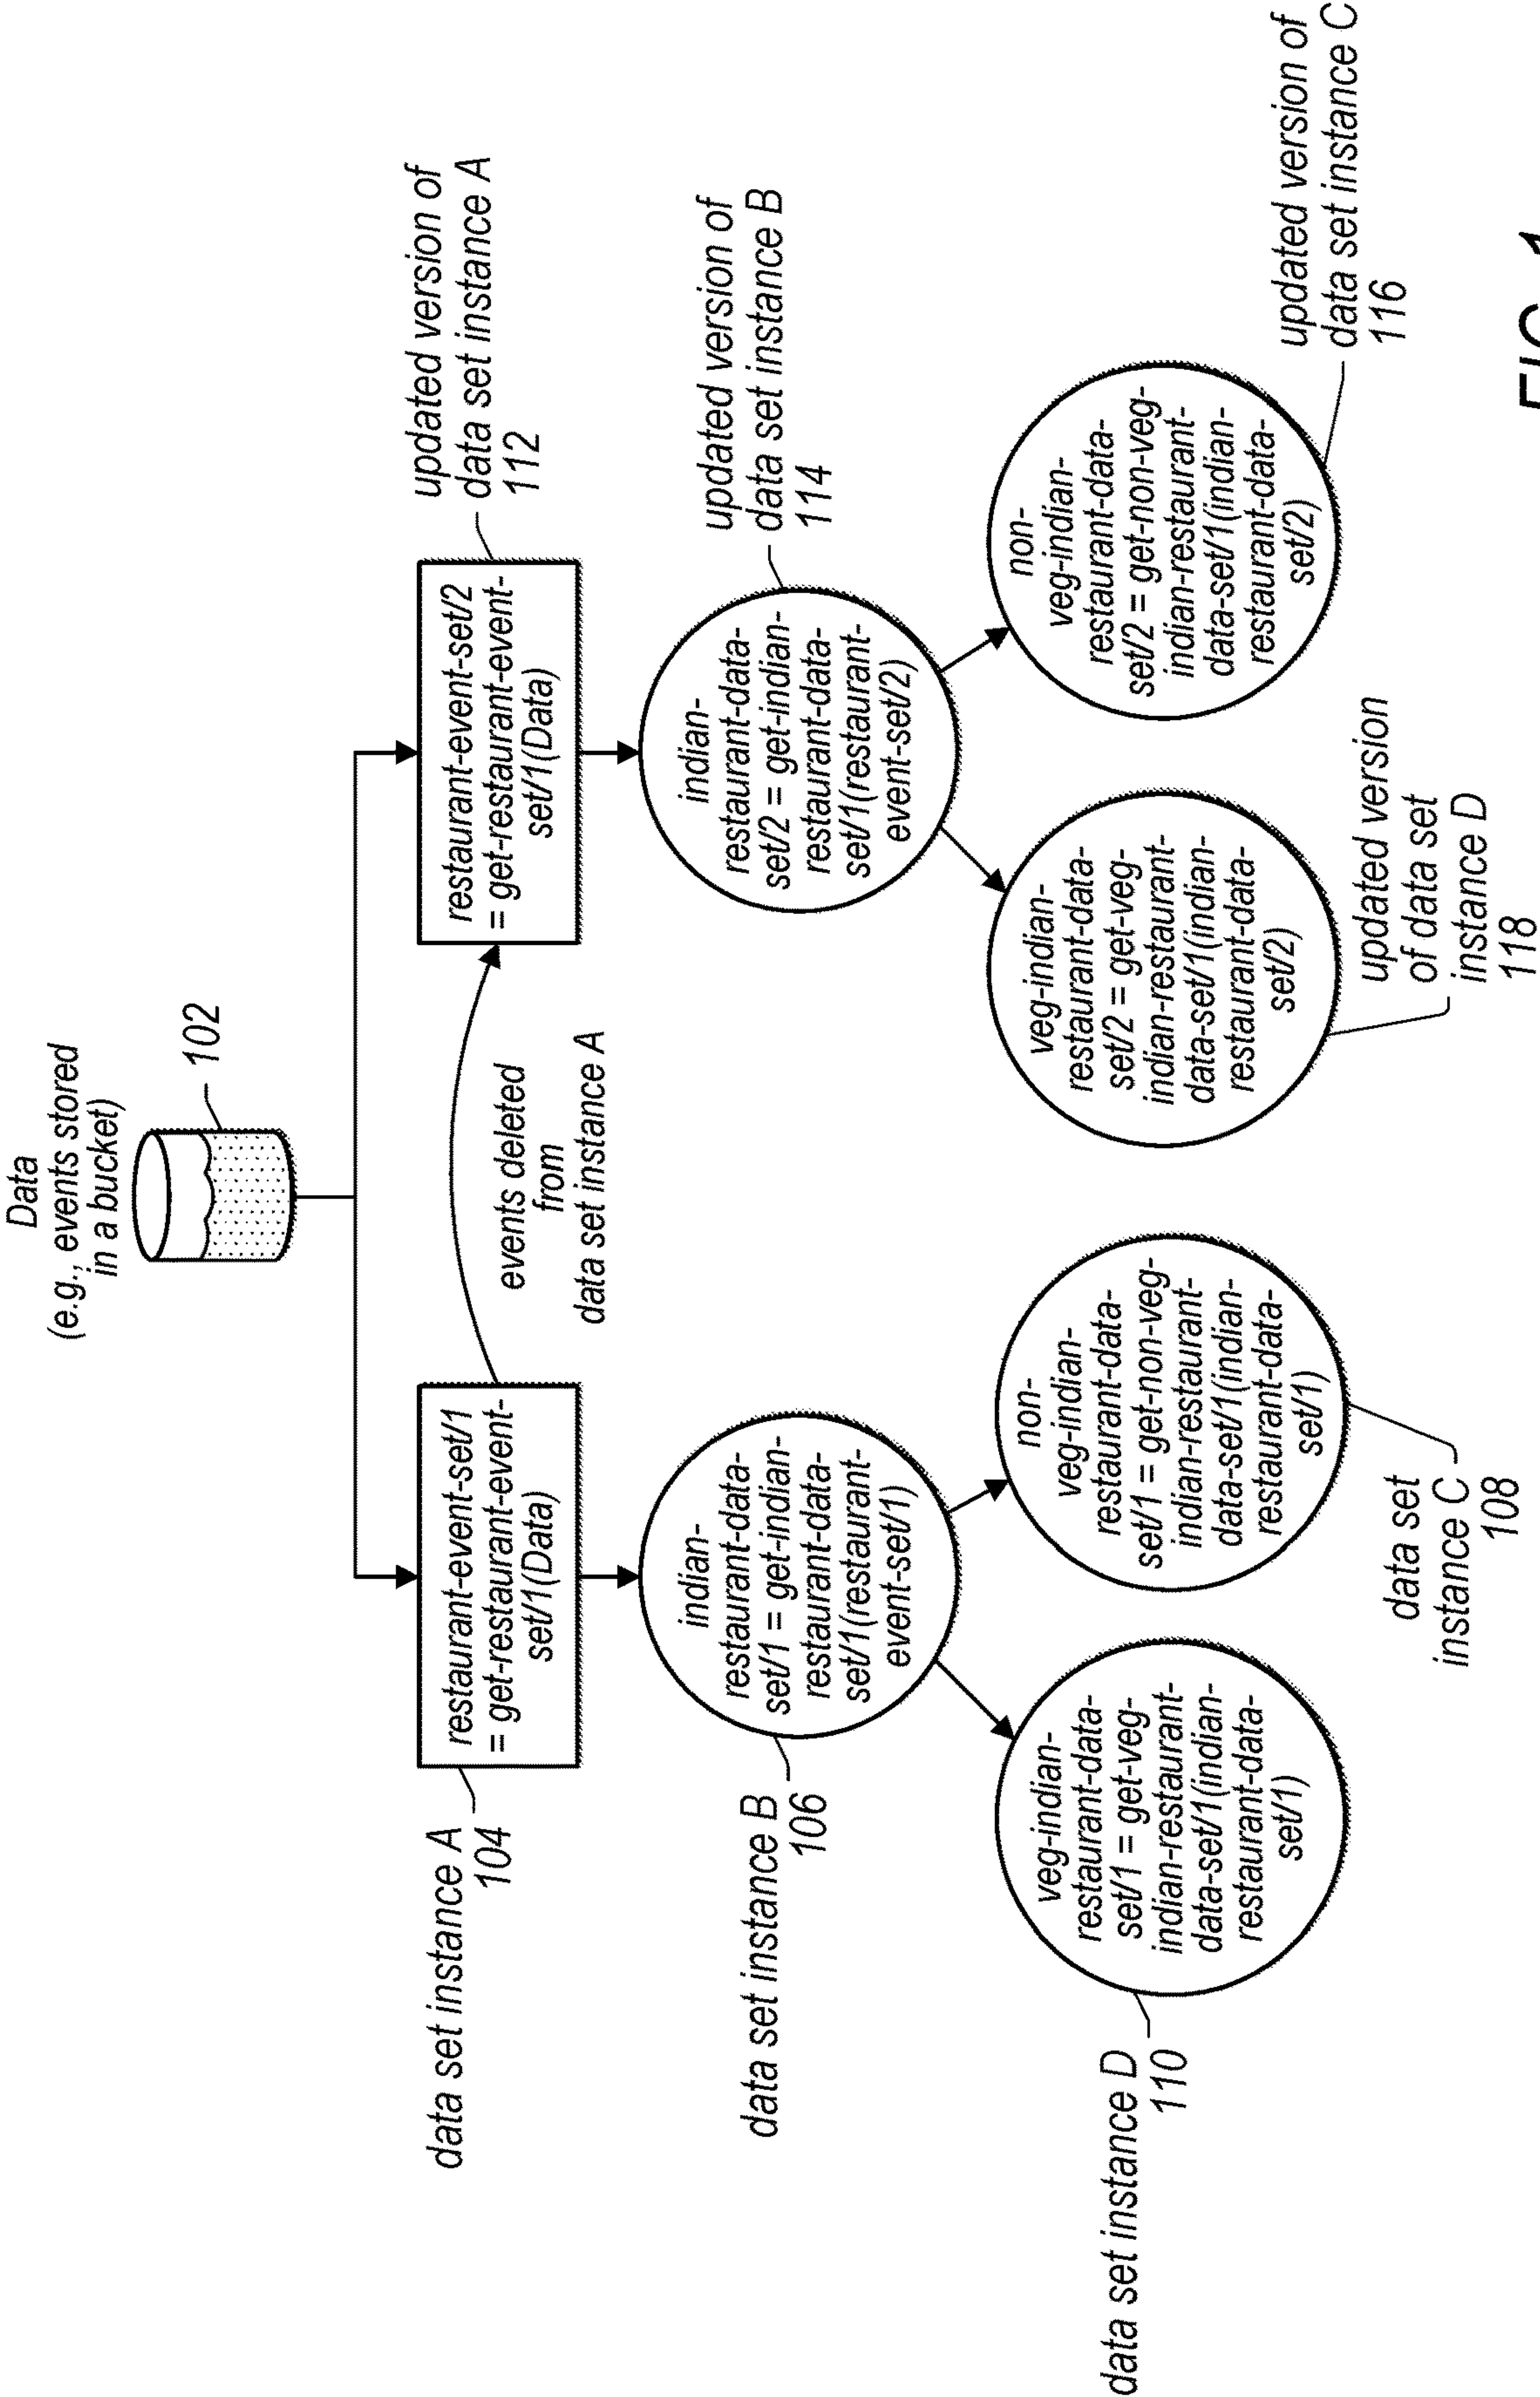 Data
(e.g., events stored
in a bucket)
102
data set instance A
104
restaurant-event-set/1
= get-restaurant-event-
set/1(Data)
events deleted
from
data set instance A
restaurant-event-set/2
= get-restaurant-event-
set/1(Data)
updated version of
data set instance A
112
data set instance B
106
indian-
restaurant-data-
set/1 = get-indian-
restaurant-data-
set/1(restaurant-
event-set/1)
indian-
restaurant-data-
set/2 = get-indian-
restaurant-data-
set/1(restaurant-
event-set/2)
updated version of
data set instance B
114
data set instance D
110
veg-indian-
restaurant-data-
set/1 = get-veg-
indian-restaurant-
data-set/1(indian-
restaurant-data-
set/1)
non-
veg-indian-
restaurant-data-
set/1 = get-non-veg-
indian-restaurant-
data-set/1(indian-
restaurant-data-
set/1)
data set
instance C
108
veg-indian-
restaurant-data-
set/2 = get-veg-
indian-restaurant-
data-set/1(indian-
restaurant-data-
set/2)
updated version
of data set
instance D
118
non-
veg-indian-
restaurant-data-
set/2 = get-non-veg-
indian-restaurant-
data-set/1(indian-
restaurant-data-
set/2)
updated version of
data set instance C
116
FIG. 1